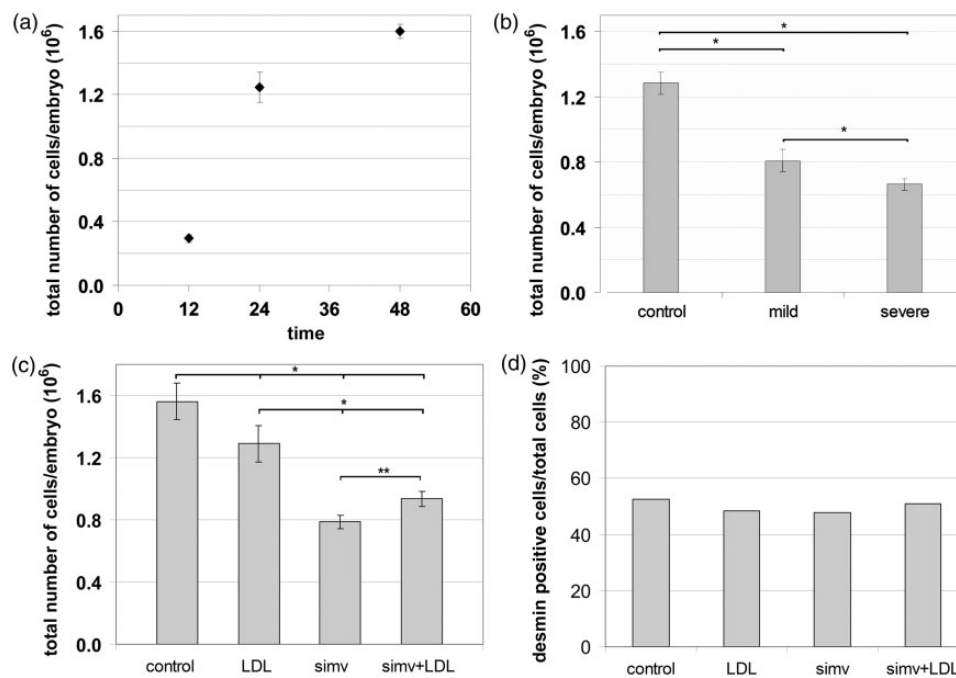 (a)
total number of cells/embryo (10⁶)
1.6
1.2
0.8
0.4
0.0
0 12 24 36 48 60
time
(b)
total number of cells/embryo (10⁶)
1.6
1.2
0.8
0.4
0.0
*
*
*
control mild severe
(c)
total number of cells/embryo (10⁶)
1.6
1.2
0.8
0.4
0.0
*
*
**
control LDL simv simv+LDL
(d)
desmin positive cells/total cells (%)
100
80
60
40
20
0
control LDL simv simv+LDL